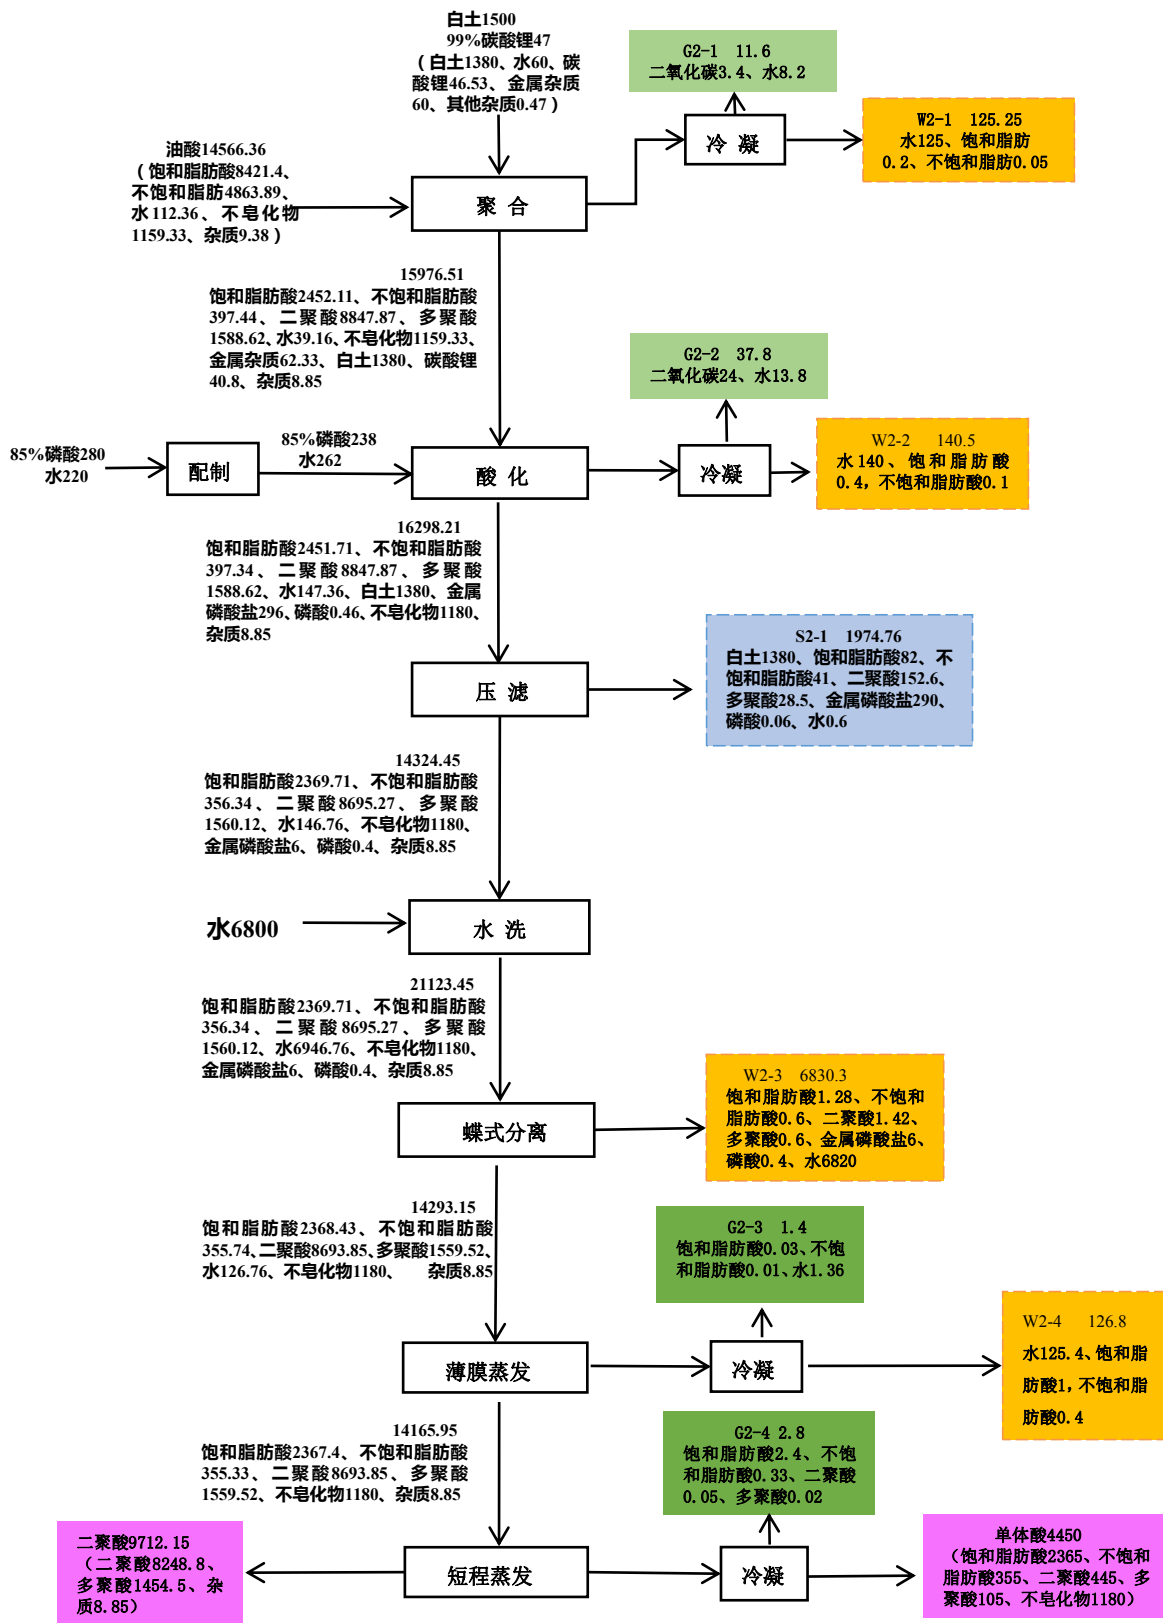 白土1500
99%碳酸锂47
（白土1380、水60、碳
酸锂46.53、金属杂质
60、其他杂质0.47）
G2-1 11.6
二氧化碳3.4、水8.2
W2-1 125.25
水125、饱和脂肪
0.2、不饱和脂肪0.05
冷 凝
油酸14566.36
（饱和脂肪酸8421.4、
不饱和脂肪4863.89、
水112.36、不皂化物
1159.33、杂质9.38）
聚 合
15976.51
饱和脂肪酸2452.11、不饱和脂肪酸
397.44、二聚酸8847.87、多聚酸
1588.62、水39.16、不皂化物1159.33、
金属杂质62.33、白土1380、碳酸锂
40.8、杂质8.85
G2-2 37.8
二氧化碳24、水13.8
W2-2 140.5
水140、饱和脂肪酸
0.4，不饱和脂肪酸0.1
85%磷酸280
水220
配制
85%磷酸238
水262
酸 化
冷凝
16298.21
饱和脂肪酸2451.71、不饱和脂肪酸
397.34、二聚酸8847.87、多聚酸
1588.62、水147.36、白土1380、金属
磷酸盐296、磷酸0.46、不皂化物1180、
杂质8.85
S2-1 1974.76
白土1380、饱和脂肪酸82、不
饱和脂肪酸41、二聚酸152.6、
多聚酸28.5、金属磷酸盐290、
磷酸0.06、水0.6
压 滤
14324.45
饱和脂肪酸2369.71、不饱和脂肪酸
356.34、二聚酸8695.27、多聚酸
1560.12、水146.76、不皂化物1180、
金属磷酸盐6、磷酸0.4、杂质8.85
水6800
水 洗
21123.45
饱和脂肪酸2369.71、不饱和脂肪酸
356.34、二聚酸8695.27、多聚酸
1560.12、水6946.76、不皂化物1180、
金属磷酸盐6、磷酸0.4、杂质8.85
W2-3 6830.3
饱和脂肪酸1.28、不饱和
脂肪酸0.6、二聚酸1.42、
多聚酸0.6、金属磷酸盐6、
磷酸0.4、水6820
蝶式分离
14293.15
饱和脂肪酸2368.43、不饱和脂肪酸
355.74、二聚酸8693.85、多聚酸1559.52、
水126.76、不皂化物1180、 杂质8.85
G2-3 1.4
饱和脂肪酸0.03、不饱
和脂肪酸0.01、水1.36
W2-4 126.8
水125.4、饱和脂
肪酸1，不饱和脂
肪酸0.4
薄膜蒸发
冷凝
14165.95
饱和脂肪酸2367.4、不饱和脂肪酸
355.33、二聚酸8693.85、多聚酸
1559.52、不皂化物1180、杂质8.85
G2-4 2.8
饱和脂肪酸2.4、不饱
和脂肪酸0.33、二聚酸
0.05、多聚酸0.02
二聚酸9712.15
（二聚酸8248.8、
多聚酸1454.5、杂
质8.85）
短程蒸发
冷凝
单体酸4450
（饱和脂肪酸2365、不饱和
脂肪酸355、二聚酸445、多
聚酸105、不皂化物1180）